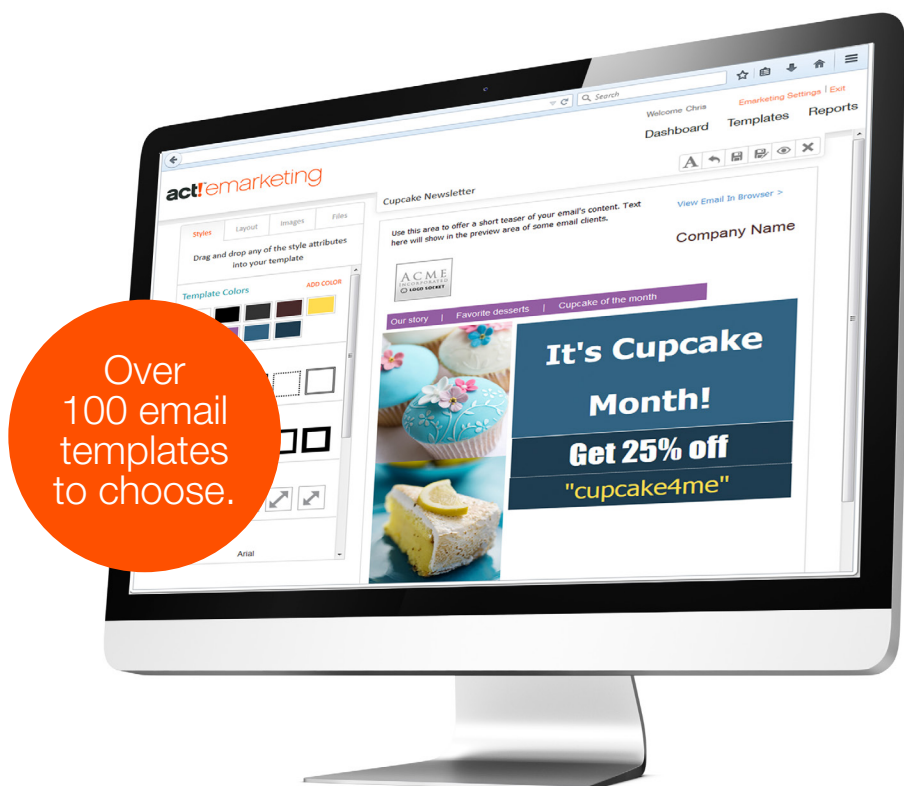 Search
Welcome Chris
Emarketing Settings | Exit
Dashboard
Templates
Reports
act! emarketing
Cupcake Newsletter
Styles
Layout
Images
Files
Drag and drop any of the style attributes
into your template
Template Colors
ADD COLOR
Arial
Use this area to offer a short teaser of your email's content. Text
here will show in the preview area of some email clients.
View Email In Browser >
Company Name
ACME
INCORPORATED
LOGO SOCKET
Our story | Favorite desserts | Cupcake of the month
It's Cupcake
Month!
Get 25% off
"cupcake4me"
Over
100 email
templates
to choose.